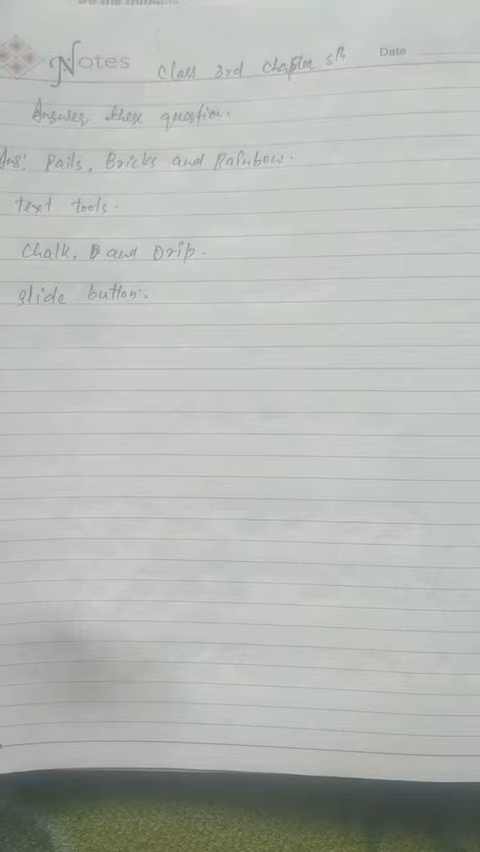 Notes Class 3rd Chapter 5th Date
Answer these question.
Ans: Rails, Bricks and Rainbow.
text tools.
Chalk, and Drip.
slide button.